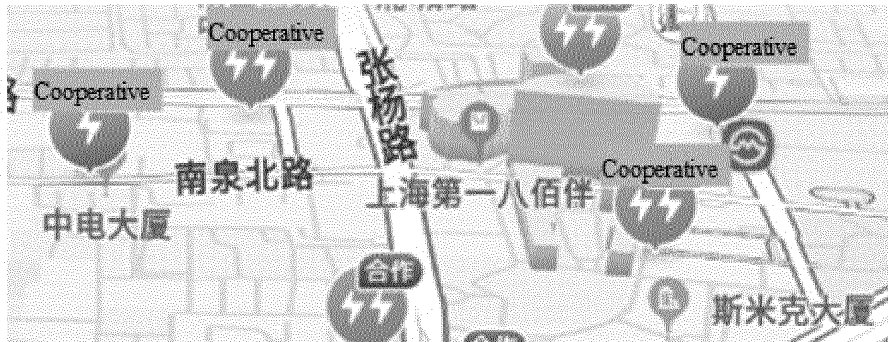 Cooperative
Cooperative
Cooperative
张杨路
Cooperative
南泉北路
上海第一八佰伴
中电大厦
合作
斯米克大厦